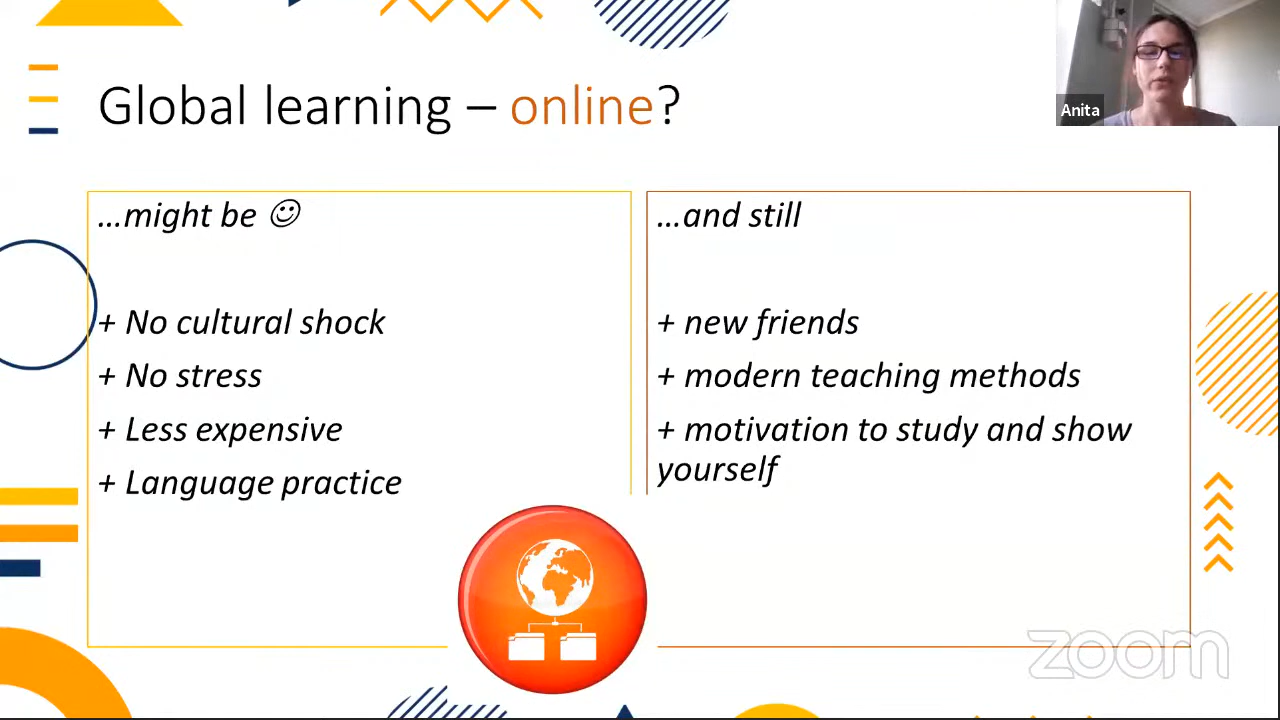 Global learning – online?
Anita
...might be ☺
+ No cultural shock
+ No stress
+ Less expensive
+ Language practice
...and still
+ new friends
+ modern teaching methods
+ motivation to study and show
yourself
zoom